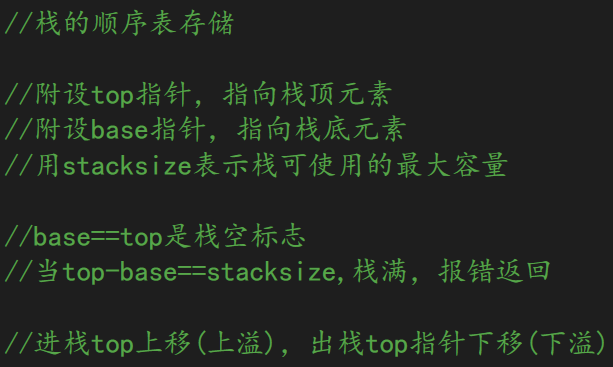 //栈的顺序表存储
//附设top指针，指向栈顶元素
//附设base指针，指向栈底元素
//用stacksize表示栈可使用的最大容量
//base==top是栈空标志
//当top-base==stacksize,栈满，报错返回
//进栈top上移(上溢)，出栈top指针下移(下溢)